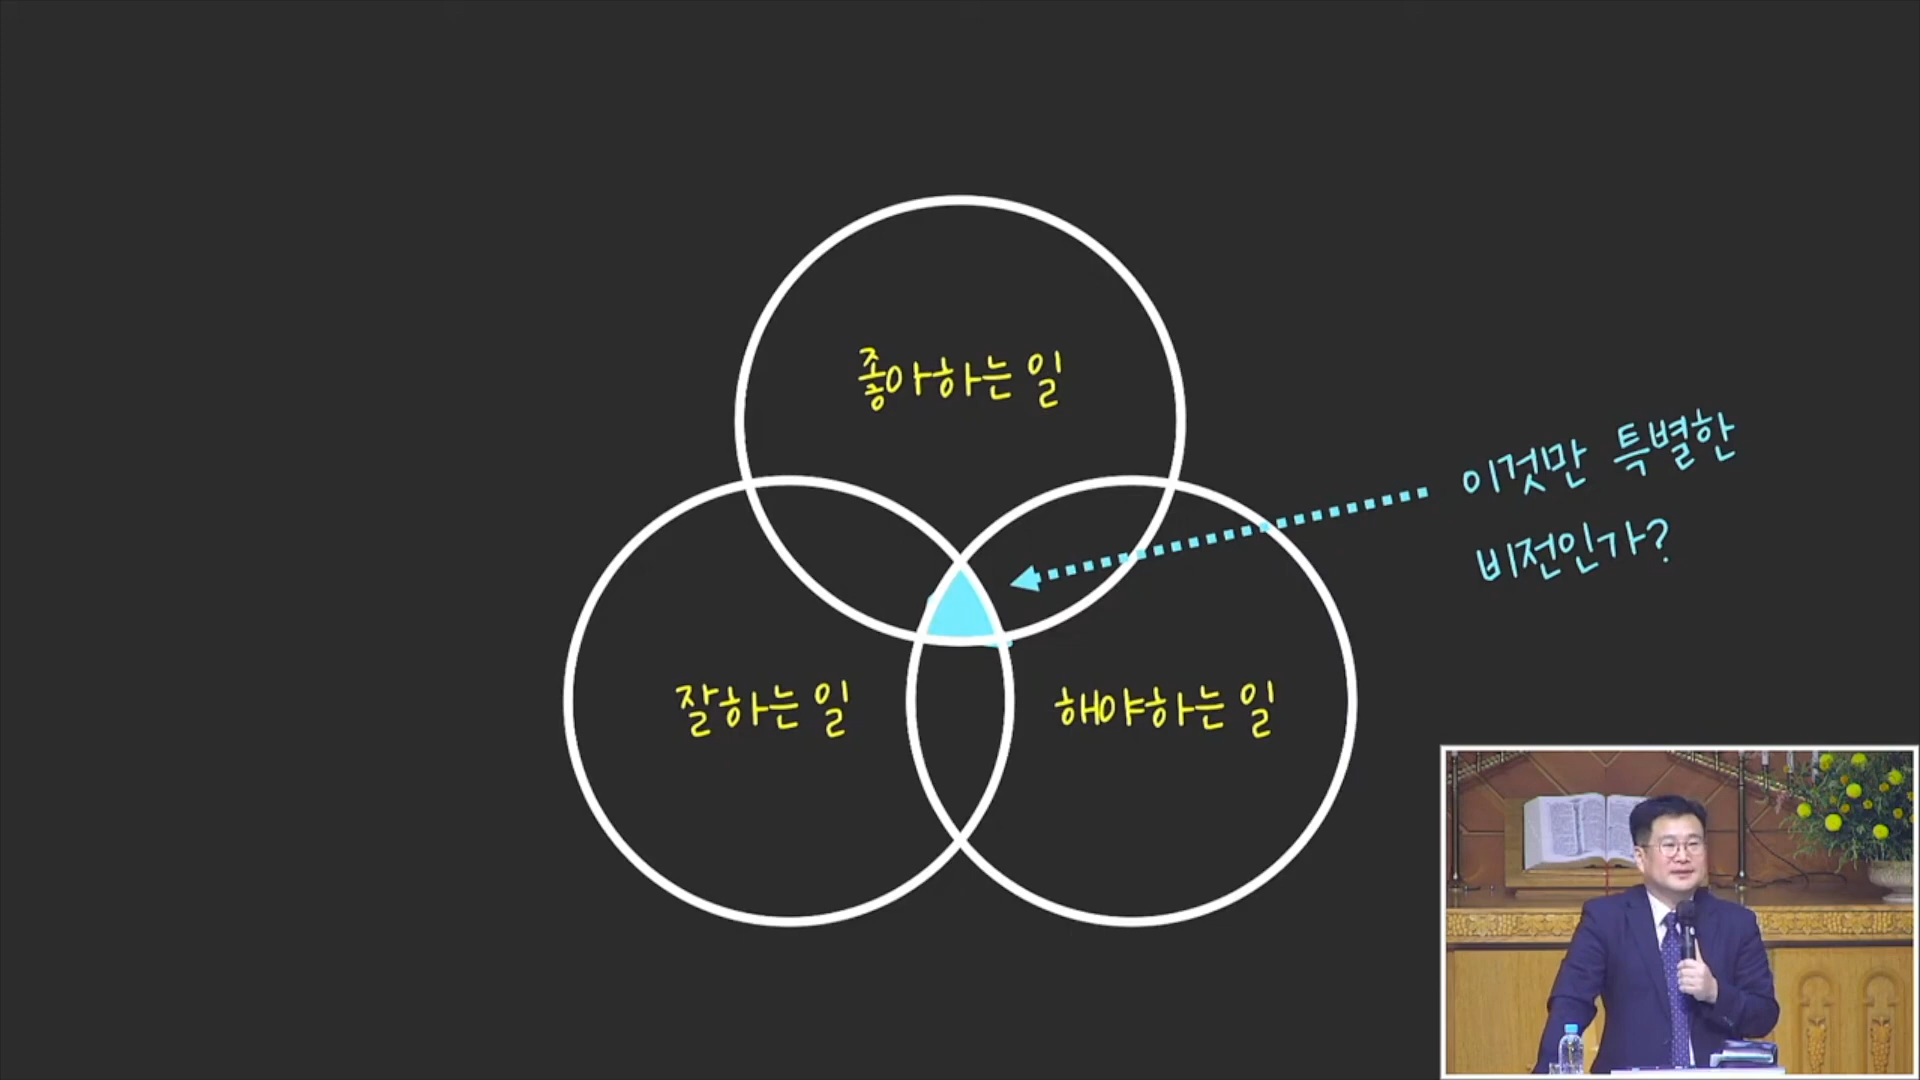 좋아하는 일
이것만 특별한
비전인가?
잘하는 일
해야하는 일